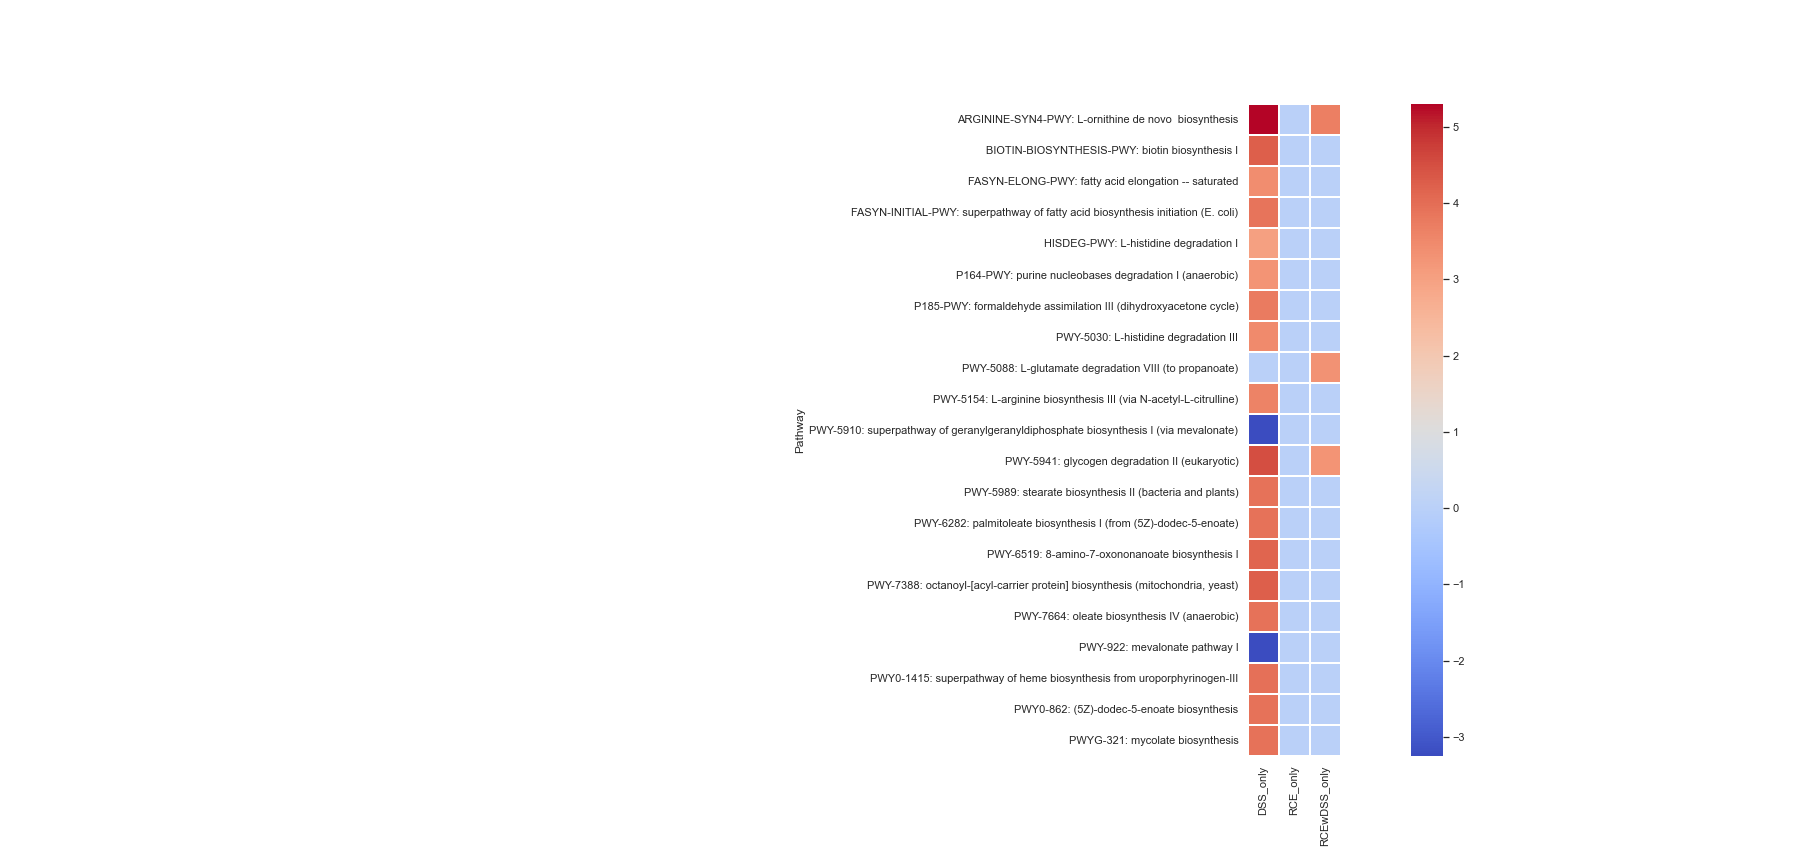 ARGININE-SYN4-PWY: L-ornithine de novo  biosynthesis
BIOTIN-BIOSYNTHESIS-PWY: biotin biosynthesis I
FASYN-ELONG-PWY: fatty acid elongation -- saturated
FASYN-INITIAL-PWY: superpathway of fatty acid biosynthesis initiation (E. coli)
HISDEG-PWY: L-histidine degradation I
P164-PWY: purine nucleobases degradation I (anaerobic)
P185-PWY: formaldehyde assimilation III (dihydroxyacetone cycle)
PWY-5030: L-histidine degradation III
PWY-5088: L-glutamate degradation VIII (to propanoate)
PWY-5154: L-arginine biosynthesis III (via N-acetyl-L-citrulline)
PWY-5910: superpathway of geranylgeranyldiphosphate biosynthesis I (via mevalonate)
PWY-5941: glycogen degradation II (eukaryotic)
PWY-5989: stearate biosynthesis II (bacteria and plants)
PWY-6282: palmitoleate biosynthesis I (from (5Z)-dodec-5-enoate)
PWY-6519: 8-amino-7-oxononanoate biosynthesis I
PWY-7388: octanoyl-[acyl-carrier protein] biosynthesis (mitochondria, yeast)
PWY-7664: oleate biosynthesis IV (anaerobic)
PWY-922: mevalonate pathway I
PWY0-1415: superpathway of heme biosynthesis from uroporphyrinogen-III
PWY0-862: (5Z)-dodec-5-enoate biosynthesis
PWYG-321: mycolate biosynthesis
Pathway
DSS_only
RCE_only
RCEwDSS_only
5
4
3
2
1
0
−1
−2
−3